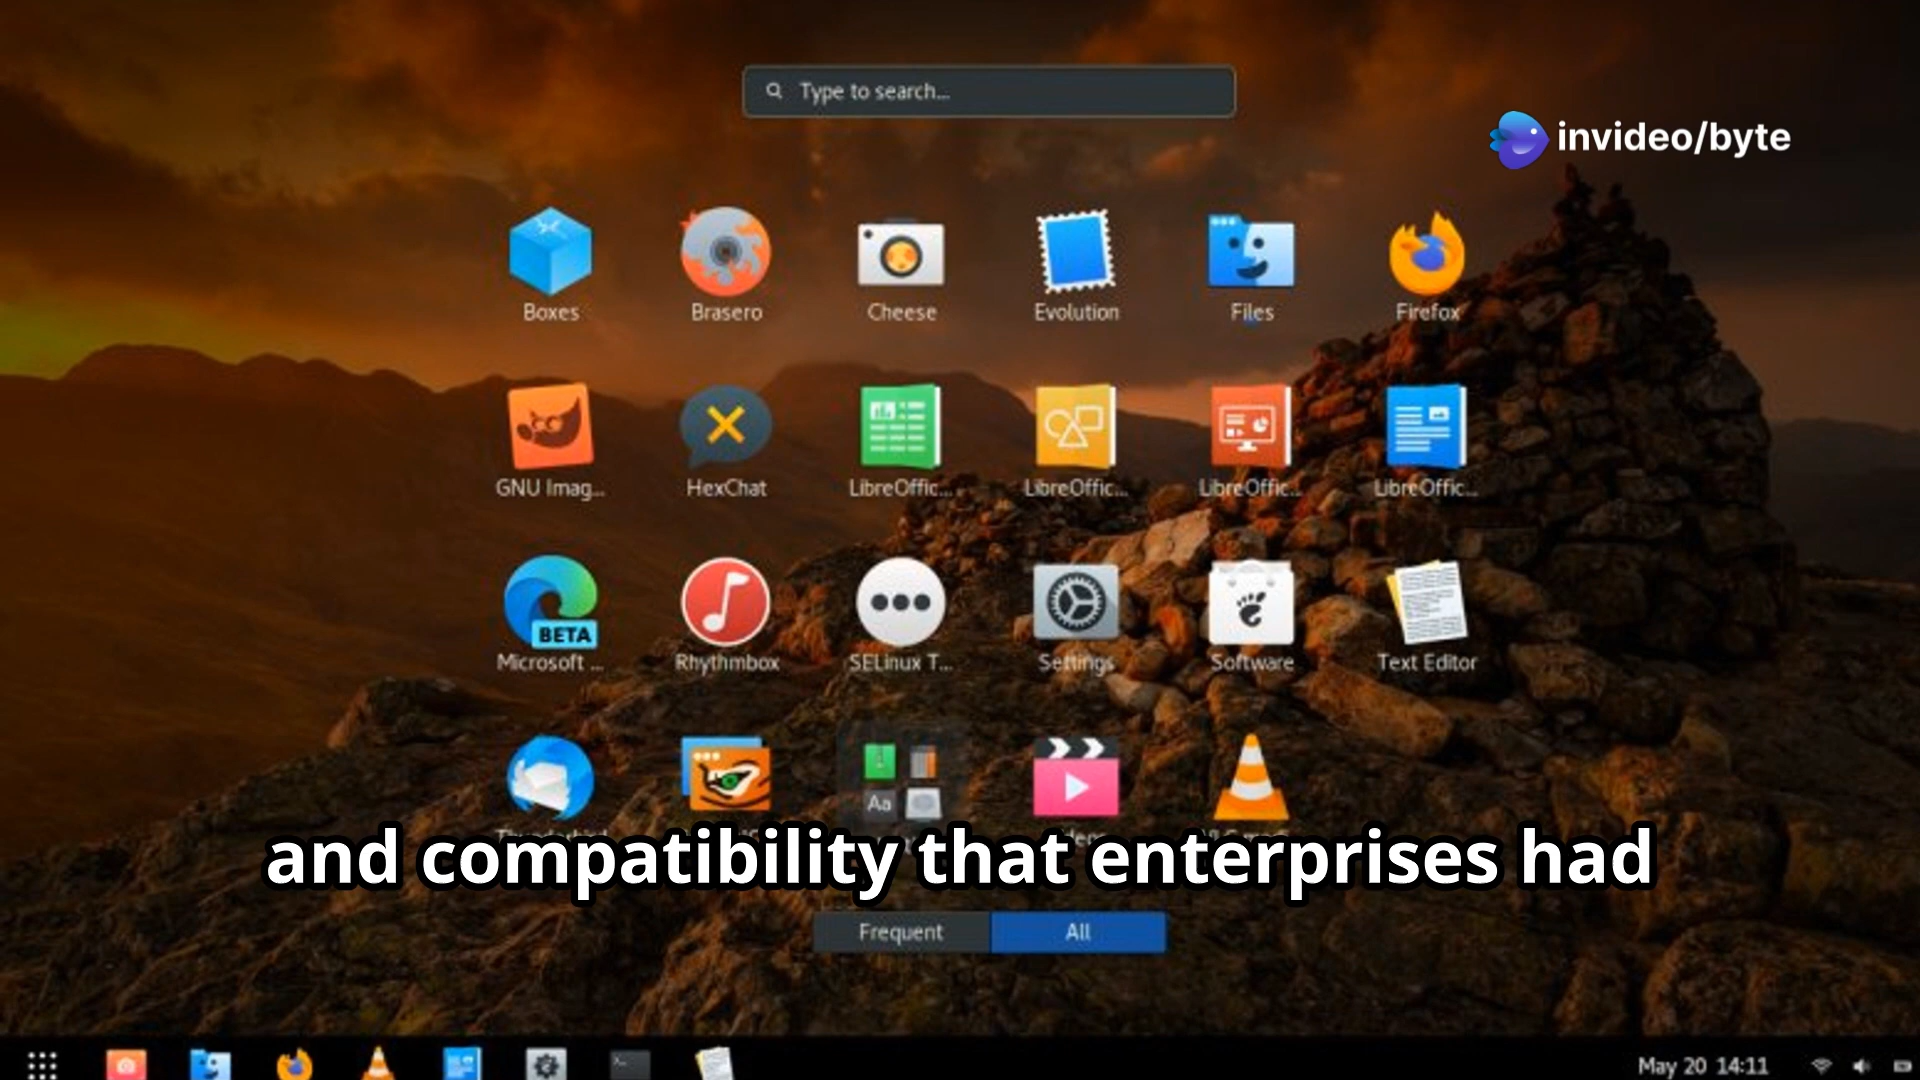 Type to search...
invideo/byte
Boxes
Brasero
Cheese
Evolution
Files
Firefox
GNU Imag...
HexChat
LibreOffic...
LibreOffic...
LibreOffic...
LibreOffic...
BETA
Microsoft ...
Rhythmbox
SELinux T...
Settings
Software
Text Editor
Aa
and compatibility that enterprises had
Frequent
All
May 20 14:11